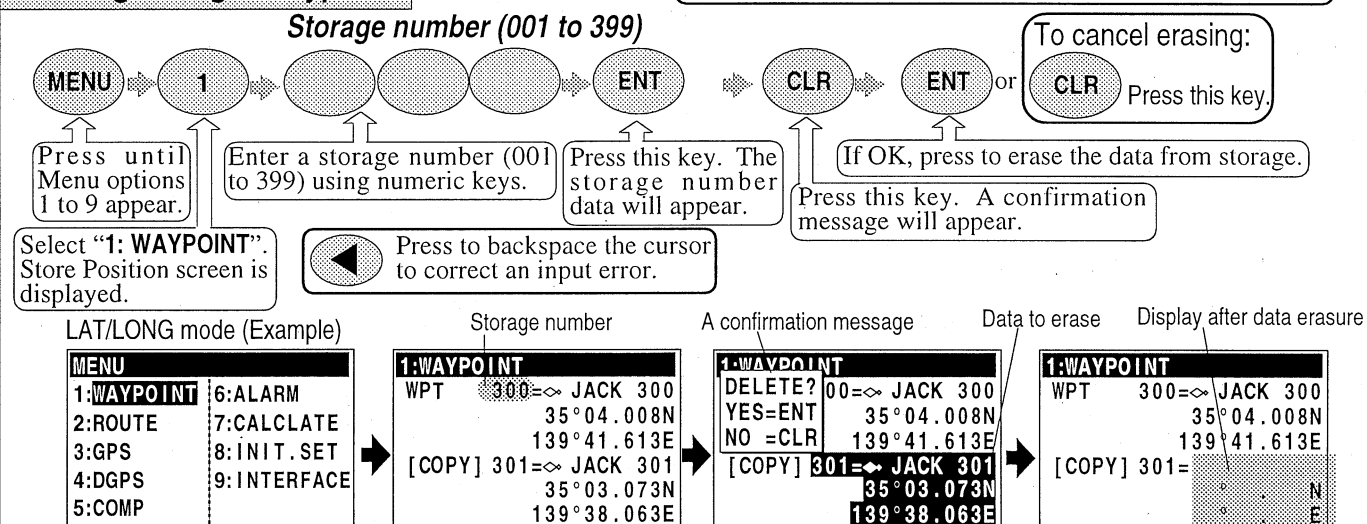 Storage number (001 to 399)
To cancel erasing:
MENU
1
ENT
CLR
ENT
or
CLR
Press this key.
Press until
Menu options
1 to 9 appear.
Enter a storage number (001
to 399) using numeric keys.
Press this key. The
storage number
data will appear.
If OK, press to erase the data from storage.
Press this key. A confirmation
message will appear.
Select “1: WAYPOINT”.
Store Position screen is
displayed.
Press to backspace the cursor
to correct an input error.
LAT/LONG mode (Example)
Storage number
A confirmation message
Data to erase
Display after data erasure
MENU
1:WAYPOINT 6:ALARM
2:ROUTE 7:CALCLATE
3:GPS 8:INIT.SET
4:DGPS 9:INTERFACE
5:COMP
1:WAYPOINT
WPT 300= JACK 300
35°04.008N
139°41.613E
[COPY] 301= JACK 301
35°03.073N
139°38.063E
1:WAYPOINT
DELETE? 00= JACK 300
YES=ENT 35°04.008N
NO =CLR 139°41.613E
[COPY] 301= JACK 301
35°03.073N
139°38.063E
1:WAYPOINT
WPT 300= JACK 300
35°04.008N
139°41.613E
[COPY] 301=
° . N
° . E